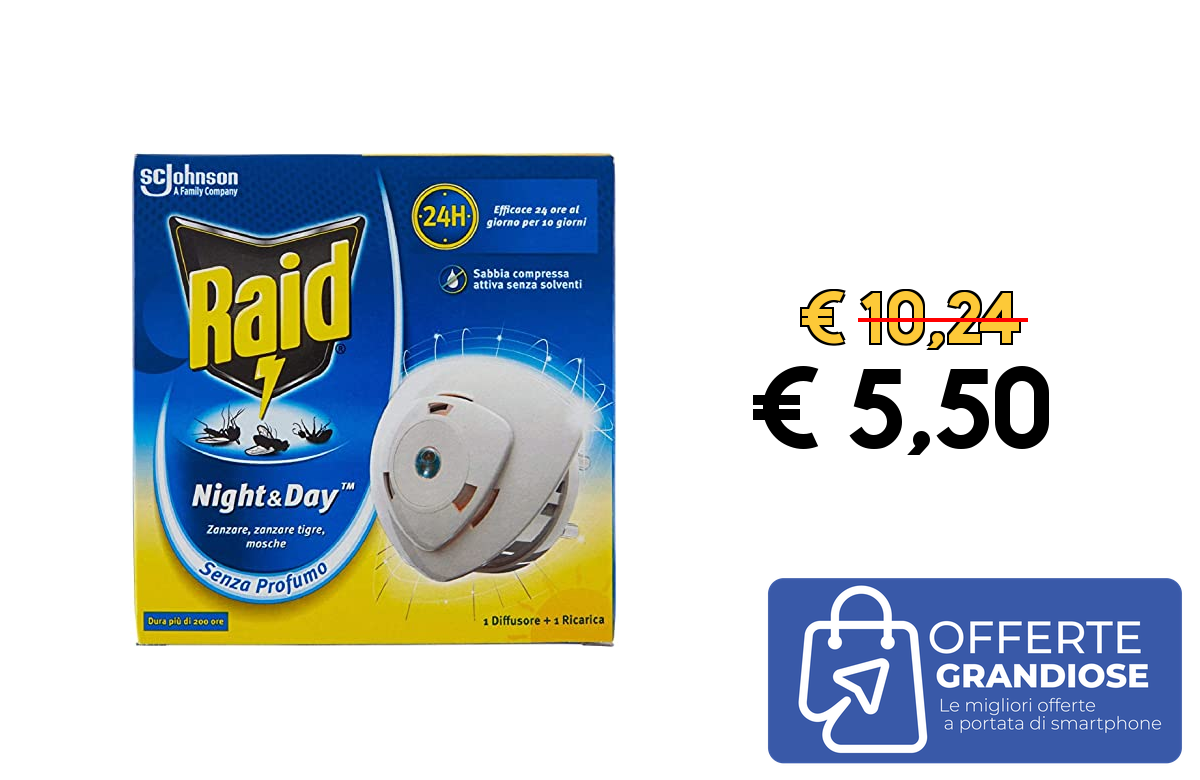 SCJohnson
A Family Company
24H
Efficace 24 ore al
giorno per 10 giorni
Sabbia compressa
attiva senza solventi
Raid®
Night&Day™
Zanzare, zanzare tigre,
mosche
Senza Profumo
Dura più di 200 ore
1 Diffusore + 1 Ricarica
€ 10,24
€ 5,50
OFFERTE
GRANDIOSE
Le migliori offerte
a portata di smartphone